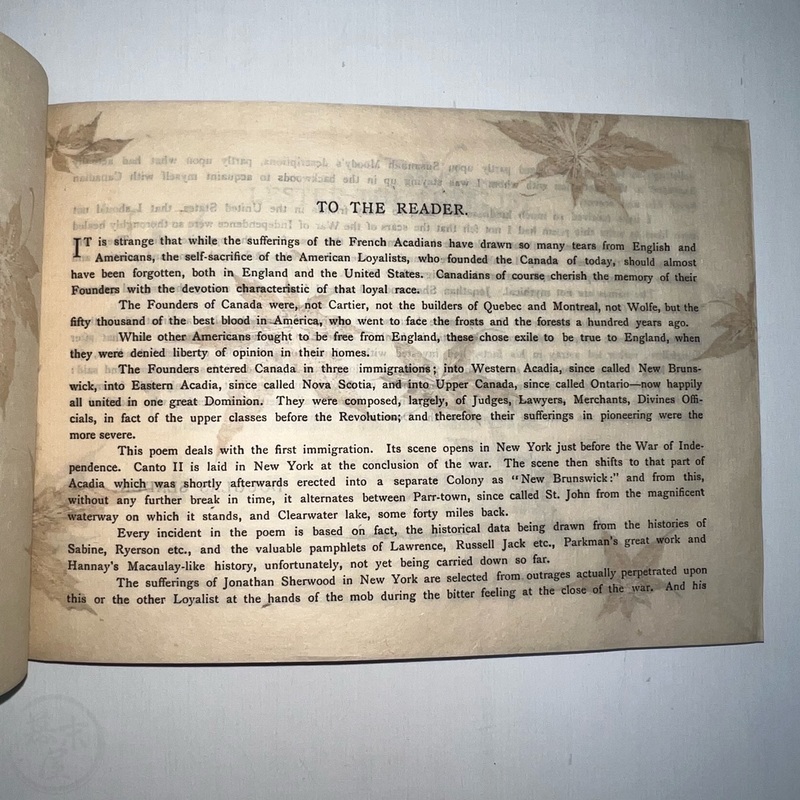 TO THE READER.
IT is strange that while the sufferings of the French Acadians have drawn so many tears from English and
Americans, the self-sacrifice of the American Loyalists, who founded the Canada of today, should almost
have been forgotten, both in England and the United States. Canadians of course cherish the memory of their
Founders with the devotion characteristic of that loyal race.
The Founders of Canada were, not Cartier, not the builders of Quebec and Montreal, not Wolfe, but the
fifty thousand of the best blood in America, who went to face the frosts and the forests a hundred years ago.
While other Americans fought to be free from England, these chose exile to be true to England, when
they were denied liberty of opinion in their homes.
The Founders entered Canada in three immigrations; into Western Acadia, since called New Bruns-
wick, into Eastern Acadia, since called Nova Scotia, and into Upper Canada, since called Ontario—now happily
all united in one great Dominion. They were composed, largely, of Judges, Lawyers, Merchants, Divines Offi-
cials, in fact of the upper classes before the Revolution; and therefore their sufferings in pioneering were the
more severe.
This poem deals with the first immigration. Its scene opens in New York just before the War of Inde-
pendence. Canto II is laid in New York at the conclusion of the war. The scene then shifts to that part of
Acadia which was shortly afterwards erected into a separate Colony as "New Brunswick:" and from this,
without any further break in time, it alternates between Parr-town, since called St. John from the magnificent
waterway on which it stands, and Clearwater lake, some forty miles back.
Every incident in the poem is based on fact, the historical data being drawn from the histories of
Sabine, Ryerson etc., and the valuable pamphlets of Lawrence, Russell Jack etc., Parkman's great work and
Hannay's Macaulay-like history, unfortunately, not yet being carried down so far.
The sufferings of Jonathan Sherwood in New York are selected from outrages actually perpetrated upon
this or the other Loyalist at the hands of the mob during the bitter feeling at the close of the war. And his